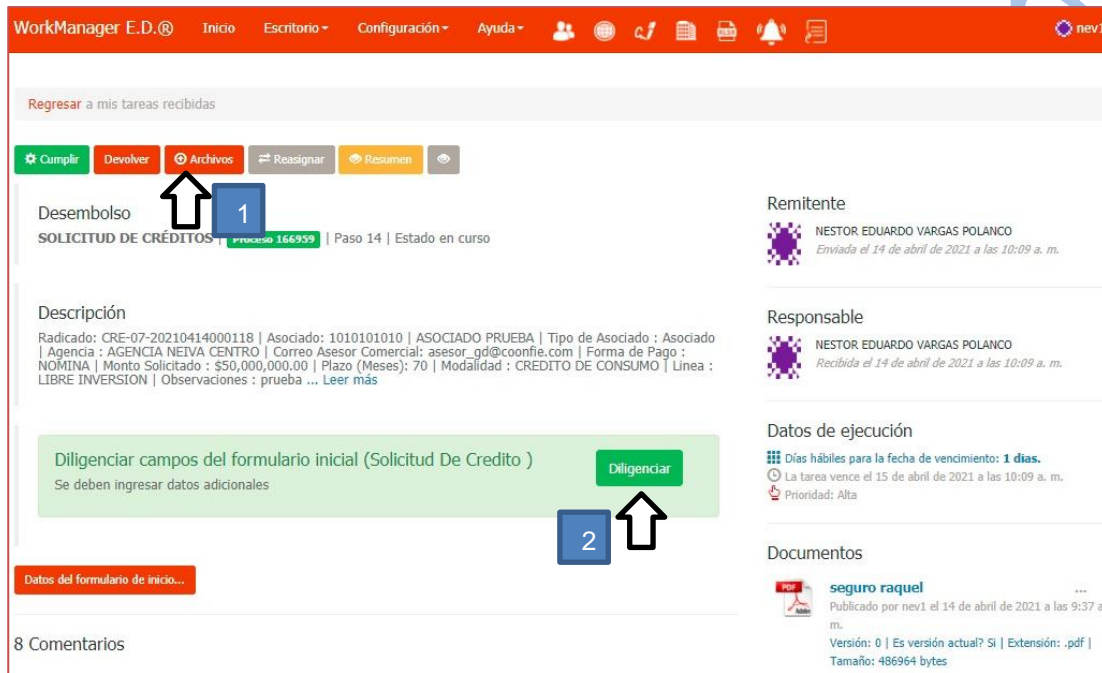 WorkManager E.D.® Inicio Escritorio Configuración Ayuda nev1
Regresar a mis tareas recibidas
Cumplir Devolver Archivos Reasignar Resumen
1
Desembolso
SOLICITUD DE CRÉDITOS | Proceso 166959 | Paso 14 | Estado en curso
Descripción
Radicado: CRE-07-20210414000118 | Asociado: 1010101010 | ASOCIADO PRUEBA | Tipo de Asociado : Asociado
| Agencia : AGENCIA NEIVA CENTRO | Correo Asesor Comercial: asesor_gd@coonfie.com | Forma de Pago :
NOMINA | Monto Solicitado : $50,000,000.00 | Plazo (Meses): 70 | Modalidad : CREDITO DE CONSUMO | Linea :
LIBRE INVERSION | Observaciones : prueba ... Leer más
Diligenciar campos del formulario inicial (Solicitud De Credito )
Se deben ingresar datos adicionales
Diligenciar
2
Datos del formulario de inicio...
8 Comentarios
Remitente
NESTOR EDUARDO VARGAS POLANCO
Enviada el 14 de abril de 2021 a las 10:09 a. m.
Responsable
NESTOR EDUARDO VARGAS POLANCO
Recibida el 14 de abril de 2021 a las 10:09 a. m.
Datos de ejecución
Días hábiles para la fecha de vencimiento: 1 dias.
La tarea vence el 15 de abril de 2021 a las 10:09 a. m.
Prioridad: Alta
Documentos
PDF
Adobe
seguro raquel ...
Publicado por nev1 el 14 de abril de 2021 a las 9:37 a
m.
Versión: 0 | Es versión actual? Si | Extensión: .pdf |
Tamaño: 486964 bytes